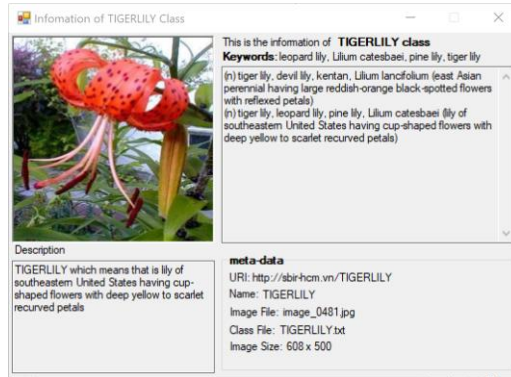 Infomation of TIGERLILY Class
This is the infomation of TIGERLILY class
Keywords: leopard lily, Lilium catesbaei, pine lily, tiger lily
(n) tiger lily, devil lily, kentan, Lilium lancifolium (east Asian
perennial having large reddish-orange black-spotted flowers
with reflexed petals)
(n) tiger lily, leopard lily, pine lily, Lilium catesbaei (lily of
southeastern United States having cup-shaped flowers with
deep yellow to scarlet recurved petals)
Description
TIGERLILY which means that is lily of
southeastern United States having cup-
shaped flowers with deep yellow to scarlet
recurved petals
meta-data
URI: http://sbir-hcm.vn/TIGERLILY
Name: TIGERLILY
Image File: image_0481.jpg
Class File: TIGERLILY.txt
Image Size: 608 x 500